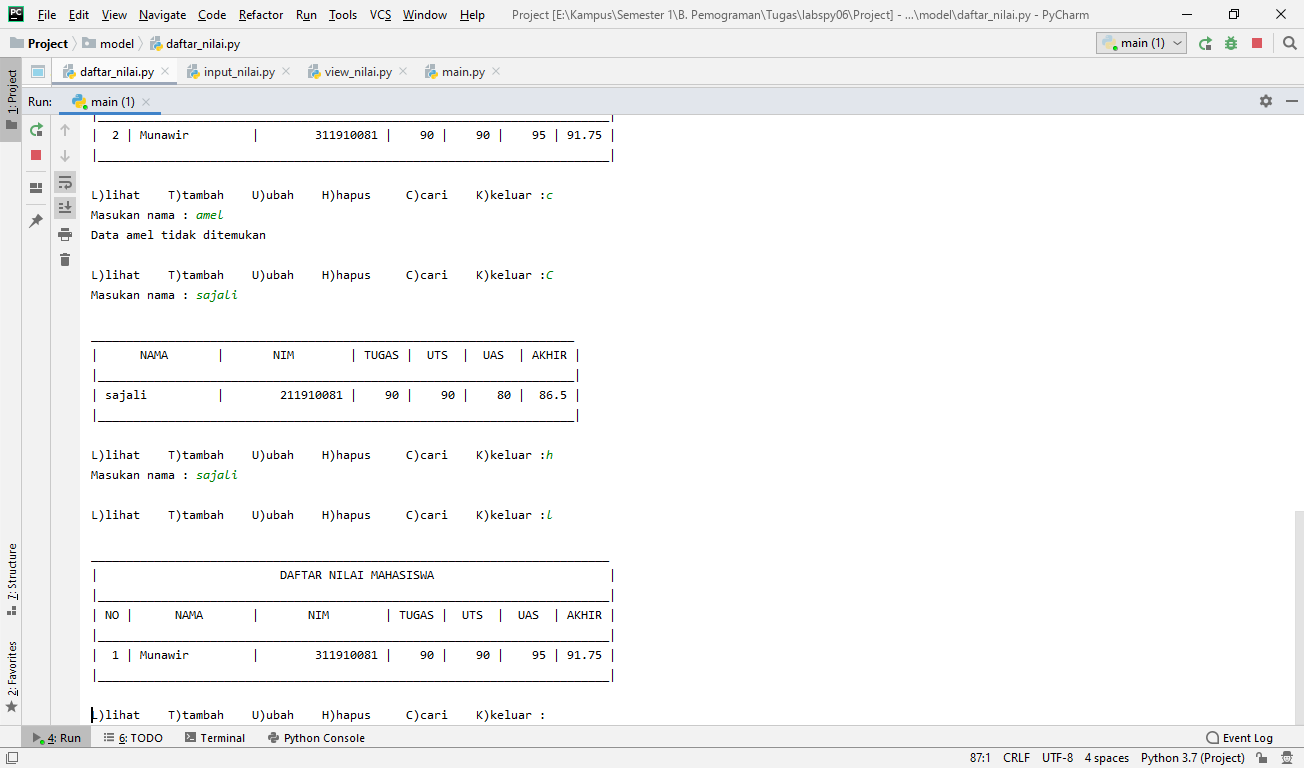 PC File Edit View Navigate Code Refactor Run Tools VCS Window Help Project [E:\Kampus\Semester 1\B. Pemograman\Tugas\labspy06\Project] - ...\model\daftar_nilai.py - PyCharm
Project model daftar_nilai.py main (1)
1: Project
daftar_nilai.py input_nilai.py view_nilai.py main.py
Run: main (1)
| 2 | Munawir | 311910081 | 90 | 90 | 95 | 91.75 |
L)lihat T)tambah U)ubah H)hapus C)cari K)keluar :c
Masukan nama : amel
Data amel tidak ditemukan
L)lihat T)tambah U)ubah H)hapus C)cari K)keluar :C
Masukan nama : sajali
| NAMA | NIM | TUGAS | UTS | UAS | AKHIR |
| sajali | 211910081 | 90 | 90 | 80 | 86.5 |
L)lihat T)tambah U)ubah H)hapus C)cari K)keluar :h
Masukan nama : sajali
L)lihat T)tambah U)ubah H)hapus C)cari K)keluar :l
| DAFTAR NILAI MAHASISWA |
| NO | NAMA | NIM | TUGAS | UTS | UAS | AKHIR |
| 1 | Munawir | 311910081 | 90 | 90 | 95 | 91.75 |
L)lihat T)tambah U)ubah H)hapus C)cari K)keluar :
7: Structure
2: Favorites
4: Run 6: TODO Terminal Python Console Event Log
87:1 CRLF UTF-8 4 spaces Python 3.7 (Project)